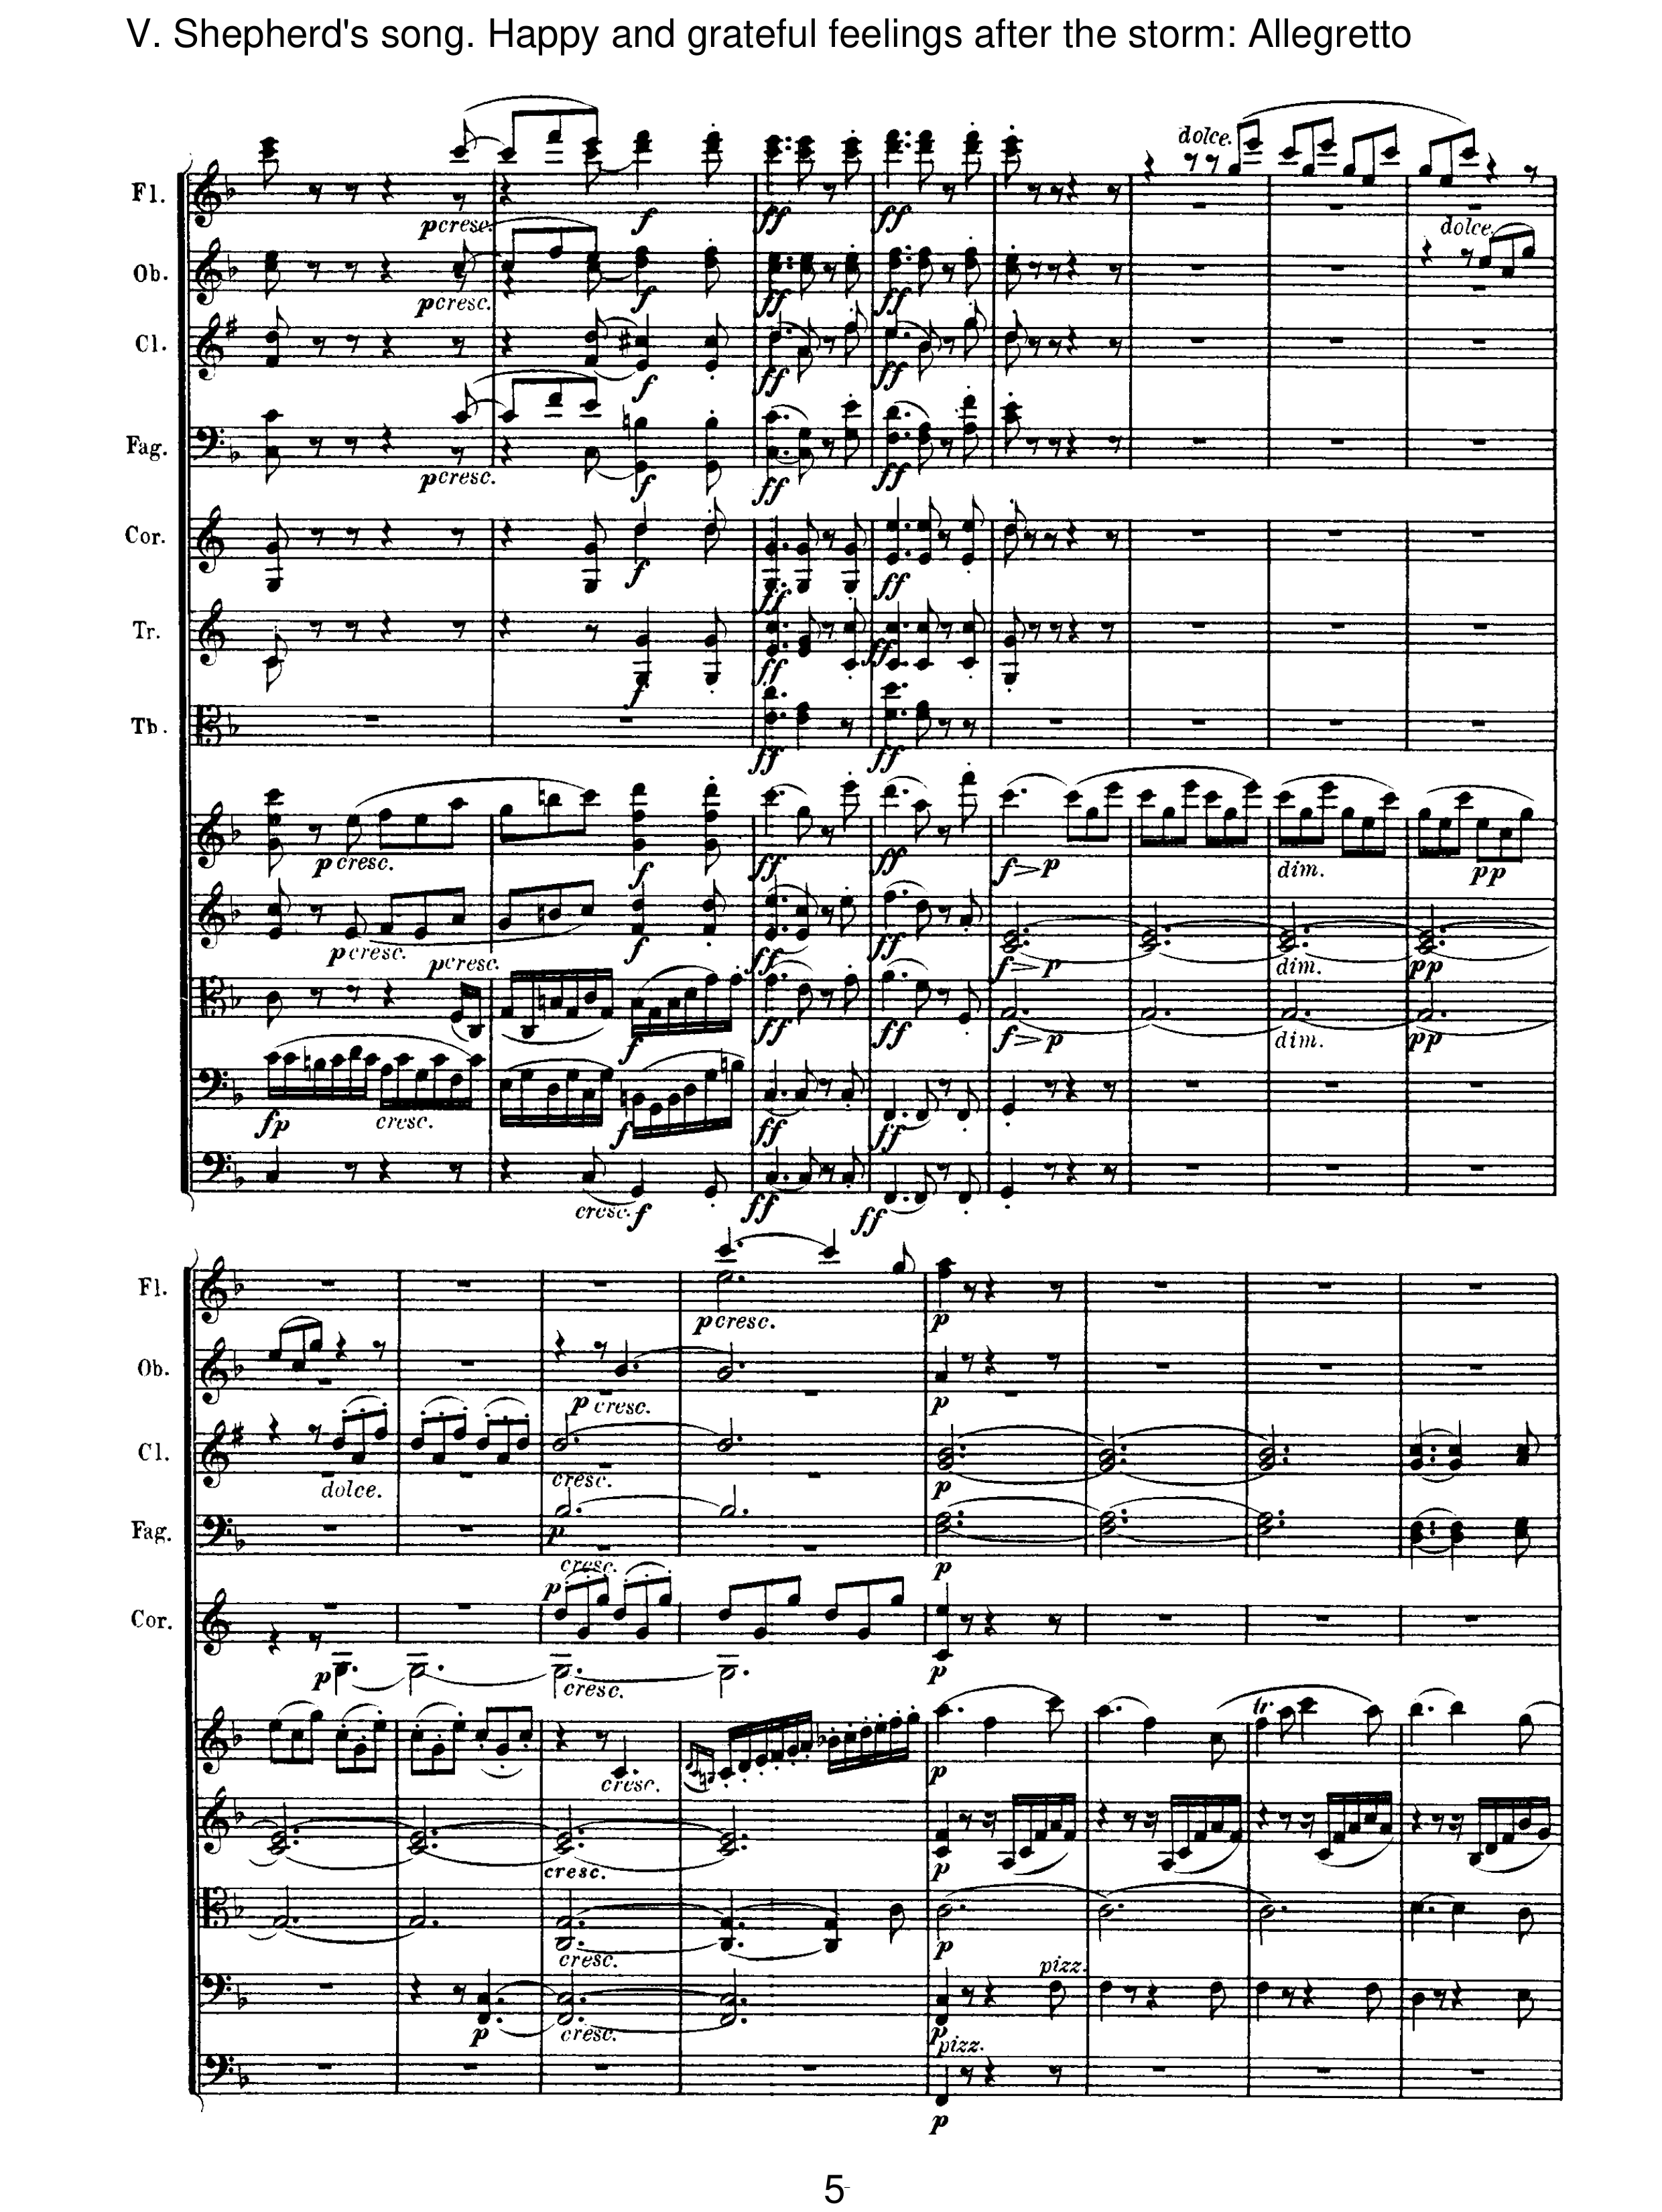 V. Shepherd's song. Happy and grateful feelings after the storm: Allegretto
dolce.
Fl.
p cresc. f ff ff dolce.
Ob.
p cresc. f ff ff
Cl.
f ff ff
Fag.
p cresc. f ff ff
Cor.
f ff ff
Tr.
f ff ff
Tb.
ff ff
p cresc. f ff ff f p dim. pp
p cresc. f ff ff f p dim. pp
p cresc. f ff ff f p dim. pp
fp cresc. f ff ff
cresc. f ff ff
Fl.
p cresc. p
Ob.
p cresc. p
Cl.
dolce. cresc. p
Fag.
p cresc. p
Cor.
p p cresc. p
tr
cresc. p
cresc. p
cresc. p
pizz.
p cresc. p
pizz.
p
5